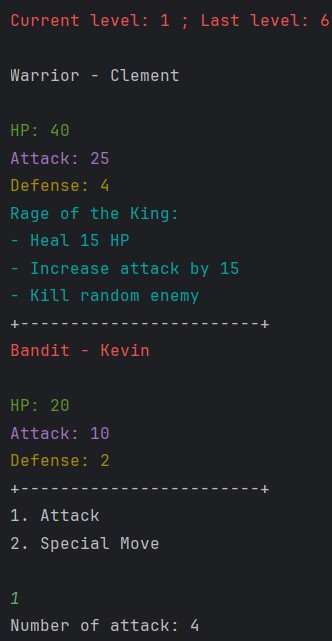 Current level: 1 ; Last level: 6
Warrior - Clement
HP: 40
Attack: 25
Defense: 4
Rage of the King:
- Heal 15 HP
- Increase attack by 15
- Kill random enemy
+------------------------+
Bandit - Kevin
HP: 20
Attack: 10
Defense: 2
+------------------------+
1. Attack
2. Special Move
1
Number of attack: 4